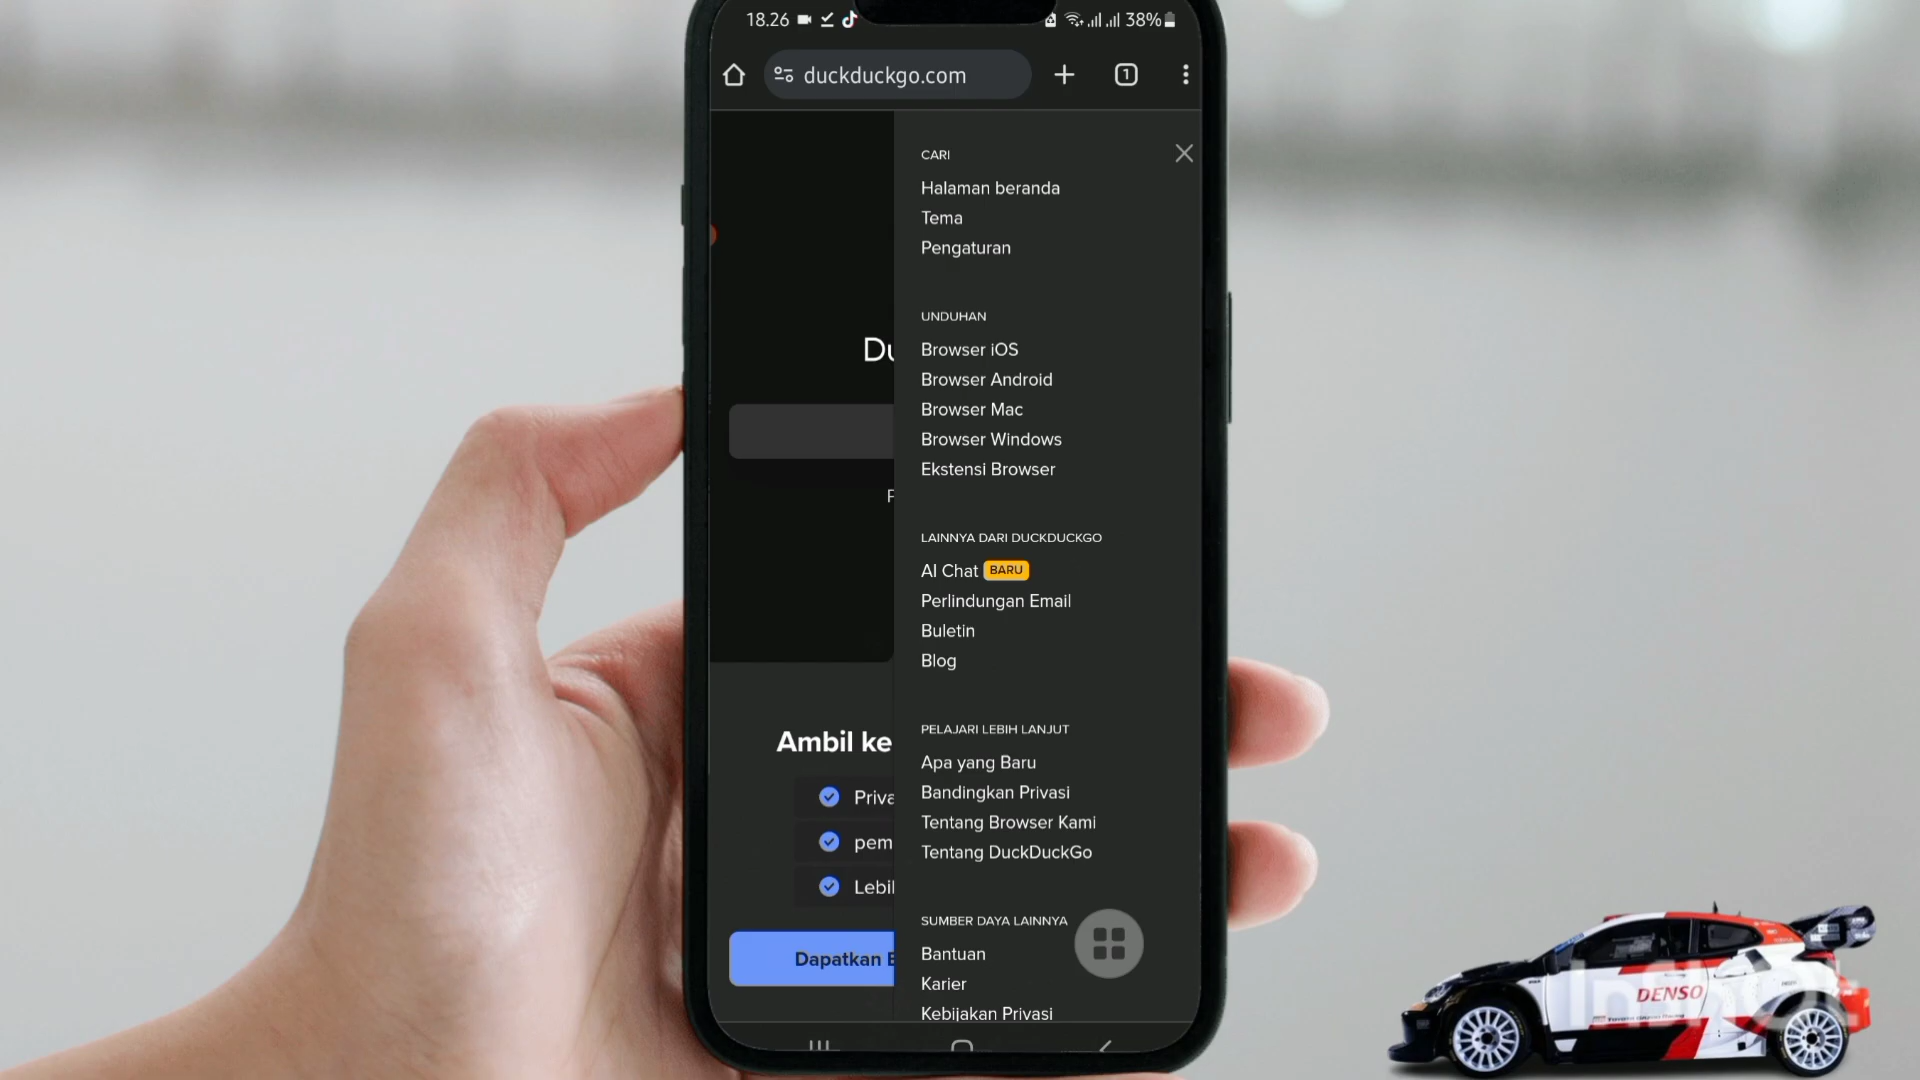 18.26
38%
duckduckgo.com
1
CARI
Halaman beranda
Tema
Pengaturan
UNDUHAN
Browser iOS
Browser Android
Browser Mac
Browser Windows
Ekstensi Browser
LAINNYA DARI DUCKDUCKGO
AI Chat BARU
Perlindungan Email
Buletin
Blog
PELAJARI LEBIH LANJUT
Apa yang Baru
Bandingkan Privasi
Tentang Browser Kami
Tentang DuckDuckGo
SUMBER DAYA LAINNYA
Bantuan
Karier
Kebijakan Privasi
Du
Ambil ke
Priva
pem
Lebil
Dapatkan
DENSO